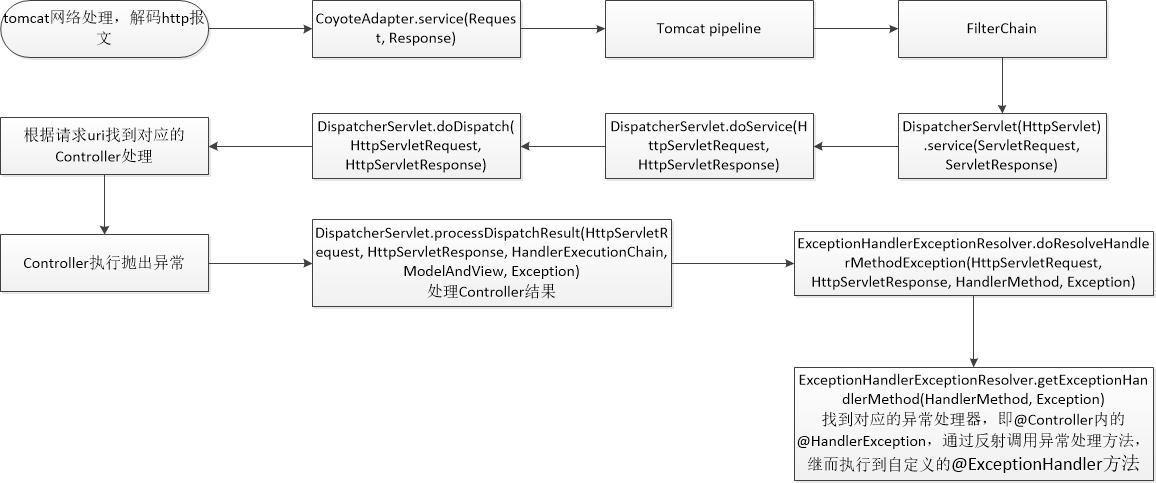 tomcat网络处理，解码http报
文
CoyoteAdapter.service(Reques
t, Response)
Tomcat pipeline
FilterChain
DispatcherServlet(HttpServlet)
.service(ServletRequest,
ServletResponse)
DispatcherServlet.doService(H
ttpServletRequest,
HttpServletResponse)
DispatcherServlet.doDispatch(
HttpServletRequest,
HttpServletResponse)
根据请求uri找到对应的
Controller处理
Controller执行抛出异常
DispatcherServlet.processDispatchResult(HttpServletR
equest, HttpServletResponse, HandlerExecutionChain,
ModelAndView, Exception)
处理Controller结果
ExceptionHandlerExceptionResolver.doResolveHandle
rMethodException(HttpServletRequest,
HttpServletResponse, HandlerMethod, Exception)
ExceptionHandlerExceptionResolver.getExceptionHan
dlerMethod(HandlerMethod, Exception)
找到对应的异常处理器，即@Controller内的
@HandlerException，通过反射调用异常处理方法，
继而执行到自定义的@ExceptionHandler方法